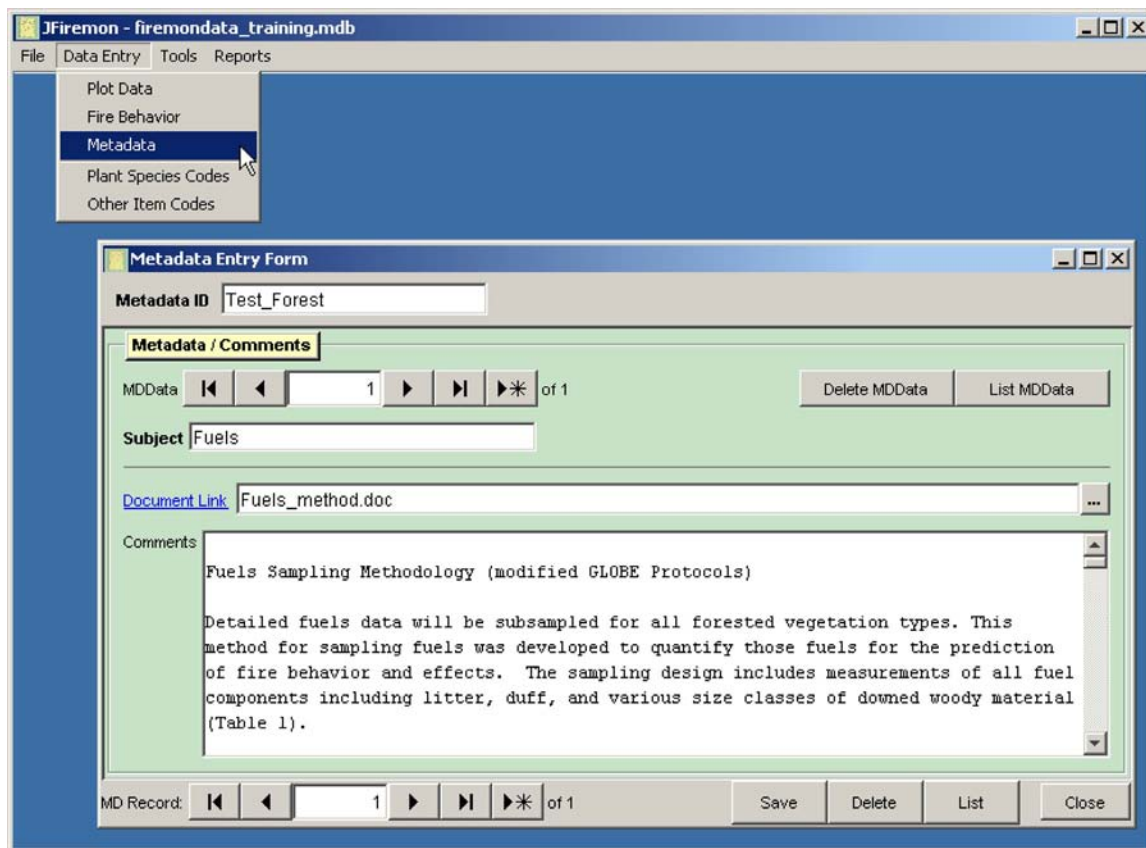 JFiremon - firemondata_training.mdb
File Data Entry Tools Reports
Plot Data
Fire Behavior
Metadata
Plant Species Codes
Other Item Codes
Metadata Entry Form
Metadata ID Test_Forest
Metadata / Comments
MDData 1 of 1 Delete MDData List MDData
Subject Fuels
Document Link Fuels_method.doc ...
Comments
Fuels Sampling Methodology (modified GLOBE Protocols)
Detailed fuels data will be subsampled for all forested vegetation types. This
method for sampling fuels was developed to quantify those fuels for the prediction
of fire behavior and effects. The sampling design includes measurements of all fuel
components including litter, duff, and various size classes of downed woody material
(Table 1).
MD Record: 1 of 1 Save Delete List Close